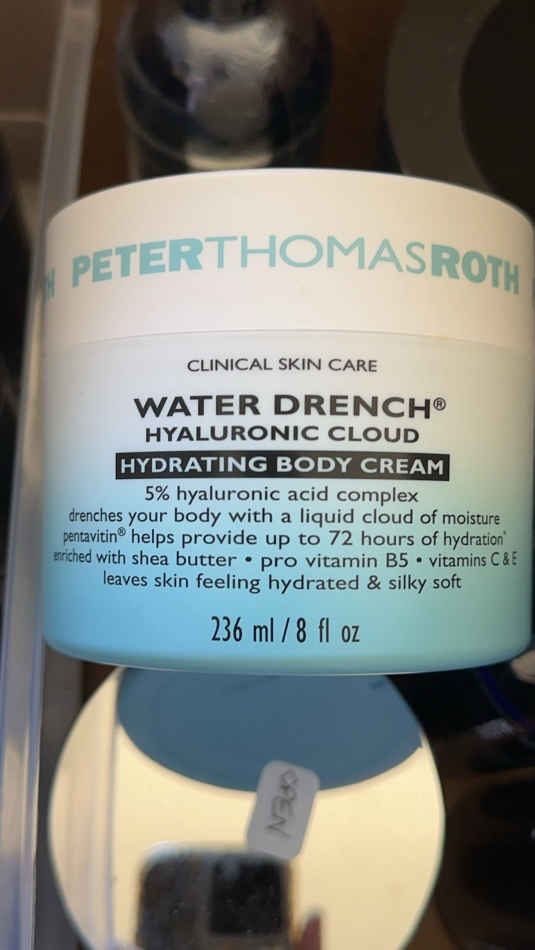 H PETERTHOMASROTH
CLINICAL SKIN CARE
WATER DRENCH®
HYALURONIC CLOUD
HYDRATING BODY CREAM
5% hyaluronic acid complex
drenches your body with a liquid cloud of moisture
pentavitin® helps provide up to 72 hours of hydration*
enriched with shea butter • pro vitamin B5 • vitamins C & E
leaves skin feeling hydrated & silky soft
236 ml / 8 fl oz
OPEN